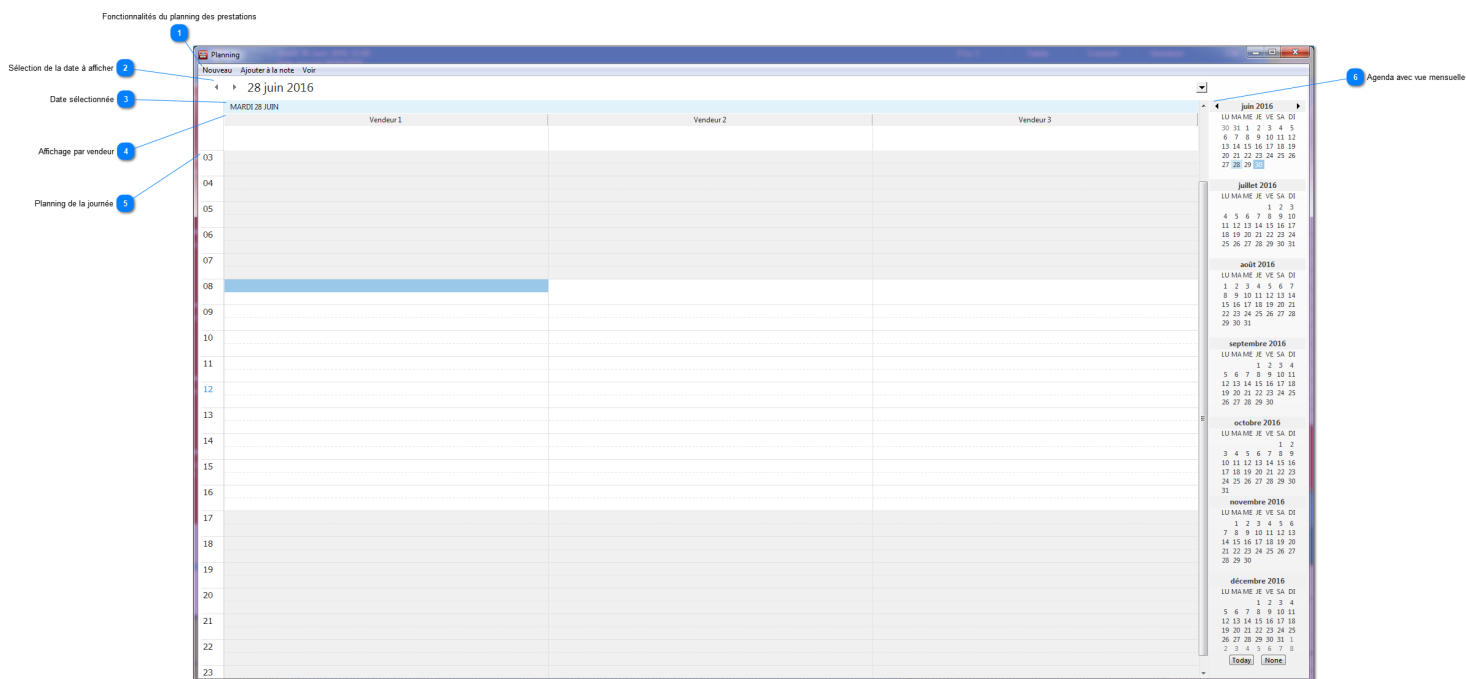 Fonctionnalités du planning des prestations
1
Planning
Sélection de la date à afficher 2
Nouveau Ajouter à la note Voir
6 Agenda avec vue mensuelle
28 juin 2016
Date sélectionnée 3
MARDI 28 JUIN
Vendeur 1 Vendeur 2 Vendeur 3
Affichage par vendeur 4
Planning de la journée 5
03
04
05
06
07
08
09
10
11
12
13
14
15
16
17
18
19
20
21
22
23
juin 2016
LU MA ME JE VE SA DI
30 31 1 2 3 4 5
6 7 8 9 10 11 12
13 14 15 16 17 18 19
20 21 22 23 24 25 26
27 28 29 30
juillet 2016
LU MA ME JE VE SA DI
1 2 3
4 5 6 7 8 9 10
11 12 13 14 15 16 17
18 19 20 21 22 23 24
25 26 27 28 29 30 31
août 2016
LU MA ME JE VE SA DI
1 2 3 4 5 6 7
8 9 10 11 12 13 14
15 16 17 18 19 20 21
22 23 24 25 26 27 28
29 30 31
septembre 2016
LU MA ME JE VE SA DI
1 2 3 4
5 6 7 8 9 10 11
12 13 14 15 16 17 18
19 20 21 22 23 24 25
26 27 28 29 30
octobre 2016
LU MA ME JE VE SA DI
1 2
3 4 5 6 7 8 9
10 11 12 13 14 15 16
17 18 19 20 21 22 23
24 25 26 27 28 29 30
31
novembre 2016
LU MA ME JE VE SA DI
1 2 3 4 5 6
7 8 9 10 11 12 13
14 15 16 17 18 19 20
21 22 23 24 25 26 27
28 29 30
décembre 2016
LU MA ME JE VE SA DI
1 2 3 4
5 6 7 8 9 10 11
12 13 14 15 16 17 18
19 20 21 22 23 24 25
26 27 28 29 30 31 1
2 3 4 5 6 7 8
Today None